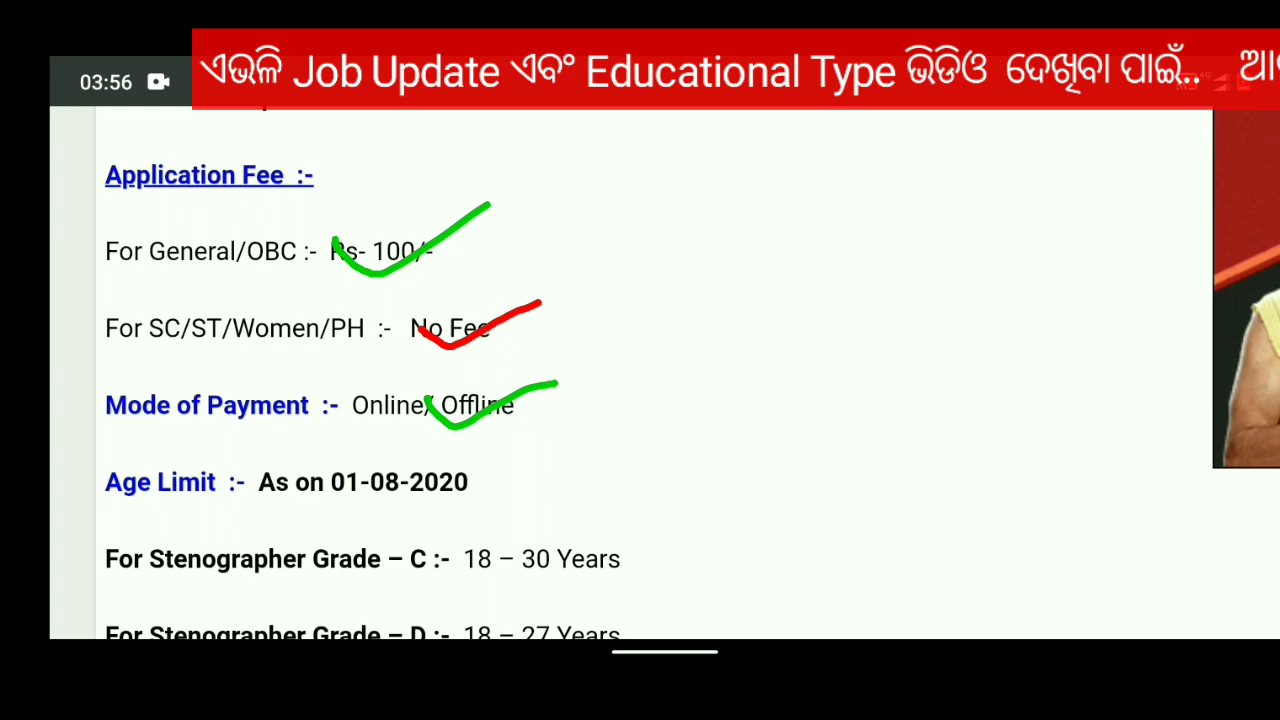 03:56
ଏଭଳି Job Update ଏବଂ Educational Type ଭିଡିଓ ଦେଖିବା ପାଇଁ..
Application Fee :-
For General/OBC :- Rs- 100/-
For SC/ST/Women/PH :- No Fee
Mode of Payment :- Online/ Offline
Age Limit :- As on 01-08-2020
For Stenographer Grade – C :- 18 – 30 Years
For Stenographer Grade – D :- 18 – 27 Years